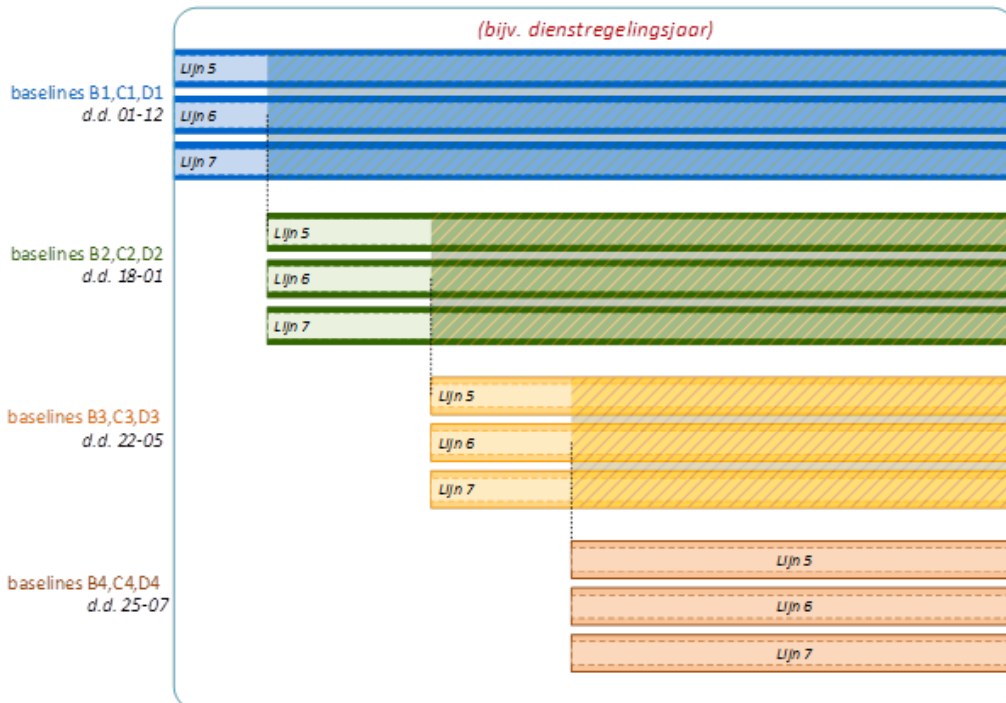 (bijv. dienstregelingsjaar)
baselines B1,C1,D1
d.d. 01-12
Lijn 5
Lijn 6
Lijn 7
baselines B2,C2,D2
d.d. 18-01
Lijn 5
Lijn 6
Lijn 7
baselines B3,C3,D3
d.d. 22-05
Lijn 5
Lijn 6
Lijn 7
baselines B4,C4,D4
d.d. 25-07
Lijn 5
Lijn 6
Lijn 7